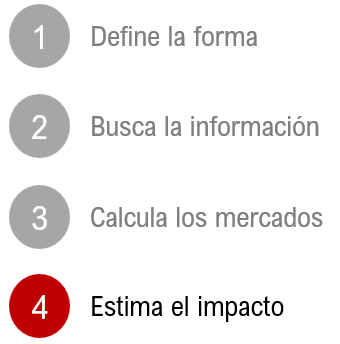 1 Define la forma
2 Busca la información
3 Calcula los mercados
4 Estima el impacto